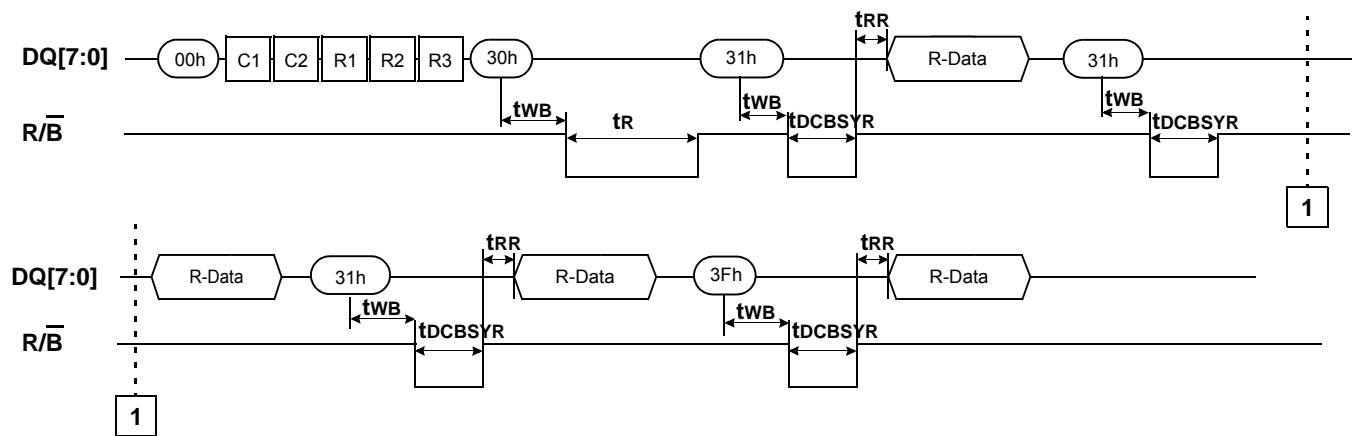 tRR
DQ[7:0] 00h C1 C2 R1 R2 R3 30h 31h R-Data 31h
tWB tR tWB tDCBSYR tWB tDCBSYR
R/B̅
1
tRR tRR
DQ[7:0] R-Data 31h R-Data 3Fh R-Data
tWB tDCBSYR tWB tDCBSYR
R/B̅
1